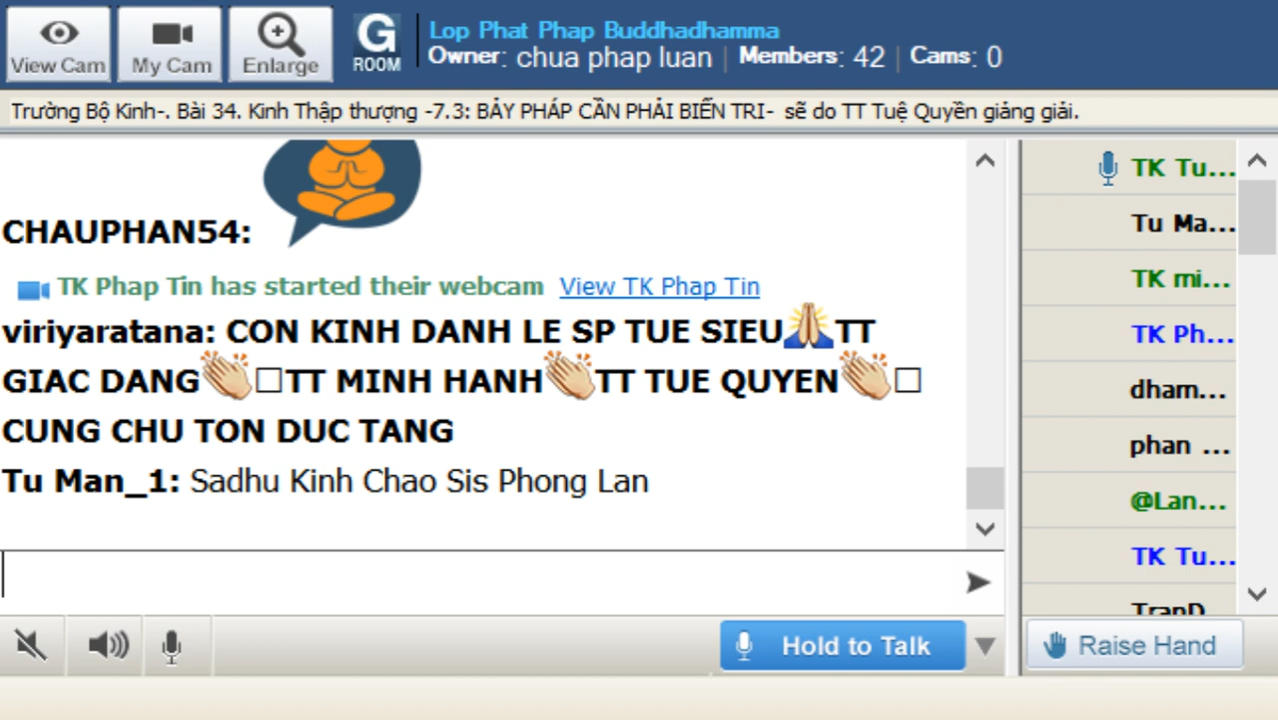 View Cam
My Cam
Enlarge
G
ROOM
Lop Phat Phap Buddhadhamma
Owner: chua phap luan | Members: 42 | Cams: 0
Trường Bộ Kinh-. Bài 34. Kinh Thập thượng -7.3: BẢY PHÁP CẦN PHẢI BIẾN TRI- sẽ do TT Tuệ Quyền giảng giải.
CHAUPHAN54:
TK Phap Tin has started their webcam View TK Phap Tin
viriyaratana: CON KINH DANH LE SP TUE SIEU🙏TT
GIAC DANG👏□TT MINH HANH👏TT TUE QUYEN👏□
CUNG CHU TON DUC TANG
Tu Man_1: Sadhu Kinh Chao Sis Phong Lan
TK Tu...
Tu Ma...
TK mi...
TK Ph...
dham...
phan ...
@Lan...
TK Tu...
TranD
Hold to Talk
Raise Hand